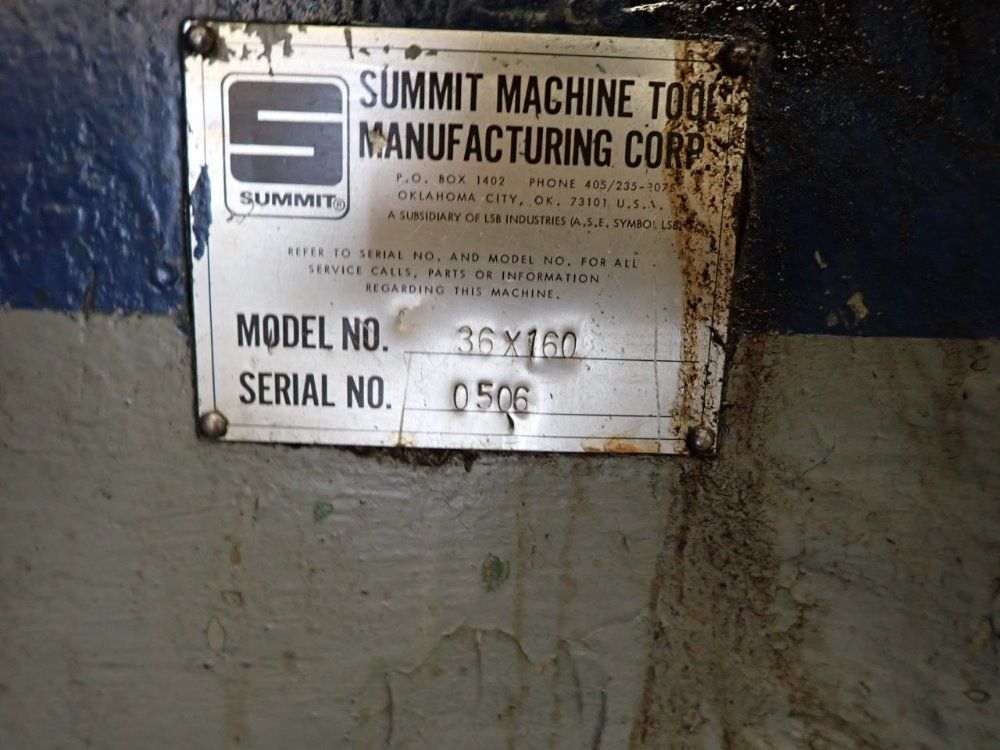 SUMMIT MACHINE TOOL
MANUFACTURING CORP
P.O. BOX 1402 PHONE 405/235-2075
OKLAHOMA CITY, OK. 73101 U.S.A.
A SUBSIDIARY OF LSB INDUSTRIES (A.S.E. SYMBOL LSB)
SUMMIT®
REFER TO SERIAL NO. AND MODEL NO. FOR ALL
SERVICE CALLS, PARTS OR INFORMATION
REGARDING THIS MACHINE.
MODEL NO. 36X160
SERIAL NO. 0506